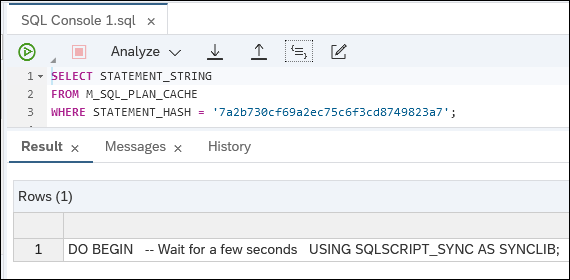 SQL Console 1.sql ×
Analyze
1 SELECT STATEMENT_STRING
2 FROM M_SQL_PLAN_CACHE
3 WHERE STATEMENT_HASH = '7a2b730cf69a2ec75c6f3cd8749823a7';
Result × Messages × History
Rows (1)
1 DO BEGIN -- Wait for a few seconds USING SQLSCRIPT_SYNC AS SYNCLIB;